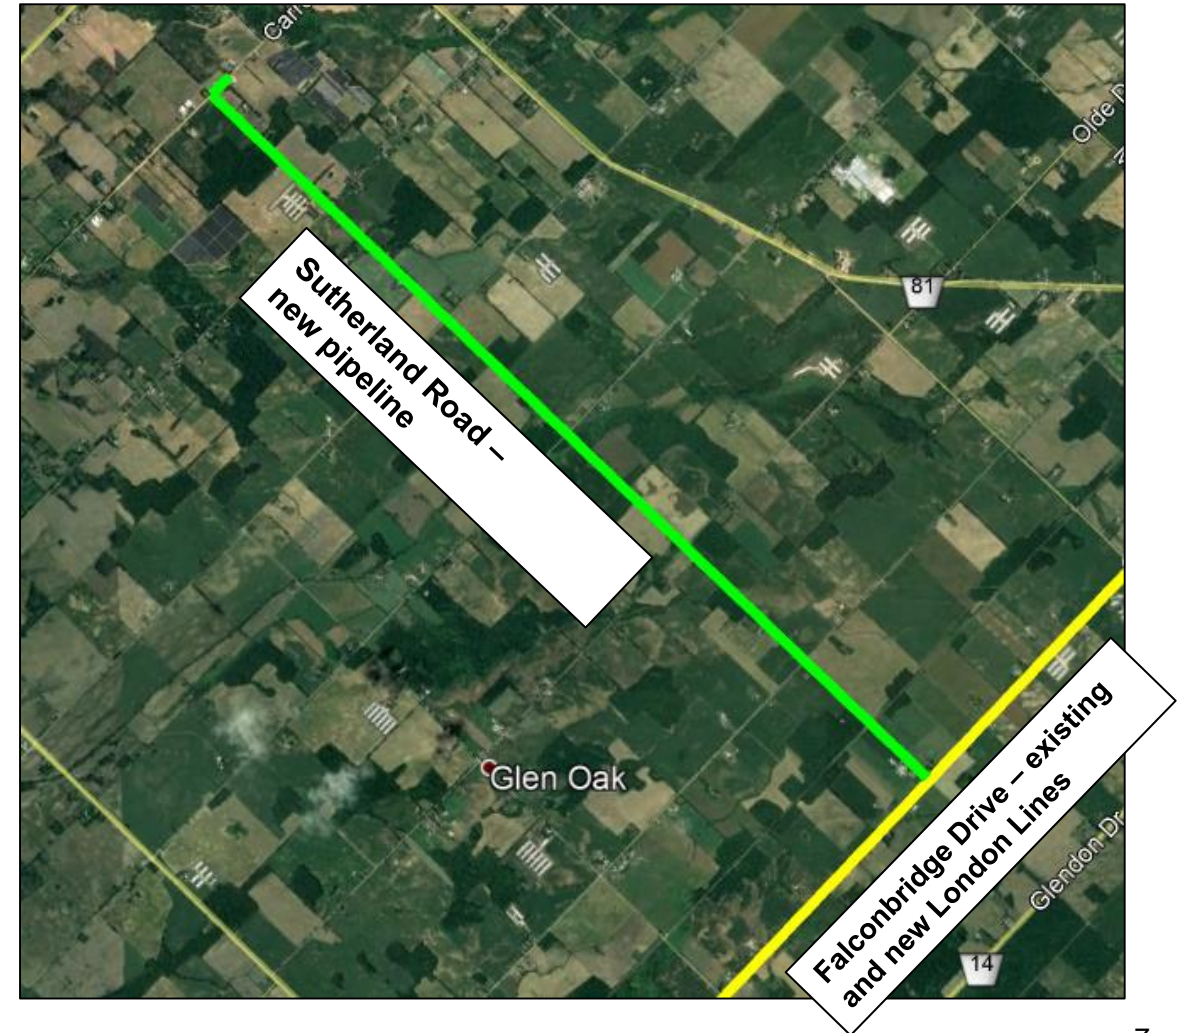 Sutherland Road –
new pipeline
81
Glen Oak
Falconbridge Drive – existing
and new London Lines
Glendon Dr
14
Olde
7